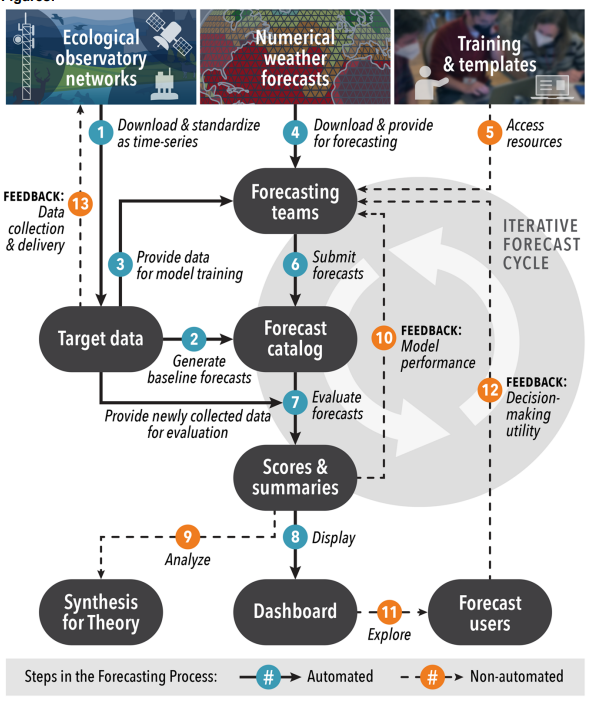 Figures:
Ecological
observatory
networks
Numerical
weather
forecasts
Training
& templates
1
Download & standardize
as time-series
4
Download & provide
for forecasting
5
Access
resources
FEEDBACK:
Data
collection
& delivery
13
Forecasting
teams
ITERATIVE
FORECAST
CYCLE
3
Provide data
for model training
6
Submit
forecasts
Target data
2
Generate
baseline forecasts
Forecast
catalog
10
FEEDBACK:
Model
performance
12
FEEDBACK:
Decision-
making
utility
7
Evaluate
forecasts
Provide newly collected data
for evaluation
Scores &
summaries
9
Analyze
8
Display
Synthesis
for Theory
Dashboard
11
Explore
Forecast
users
Steps in the Forecasting Process:
#
Automated
#
Non-automated